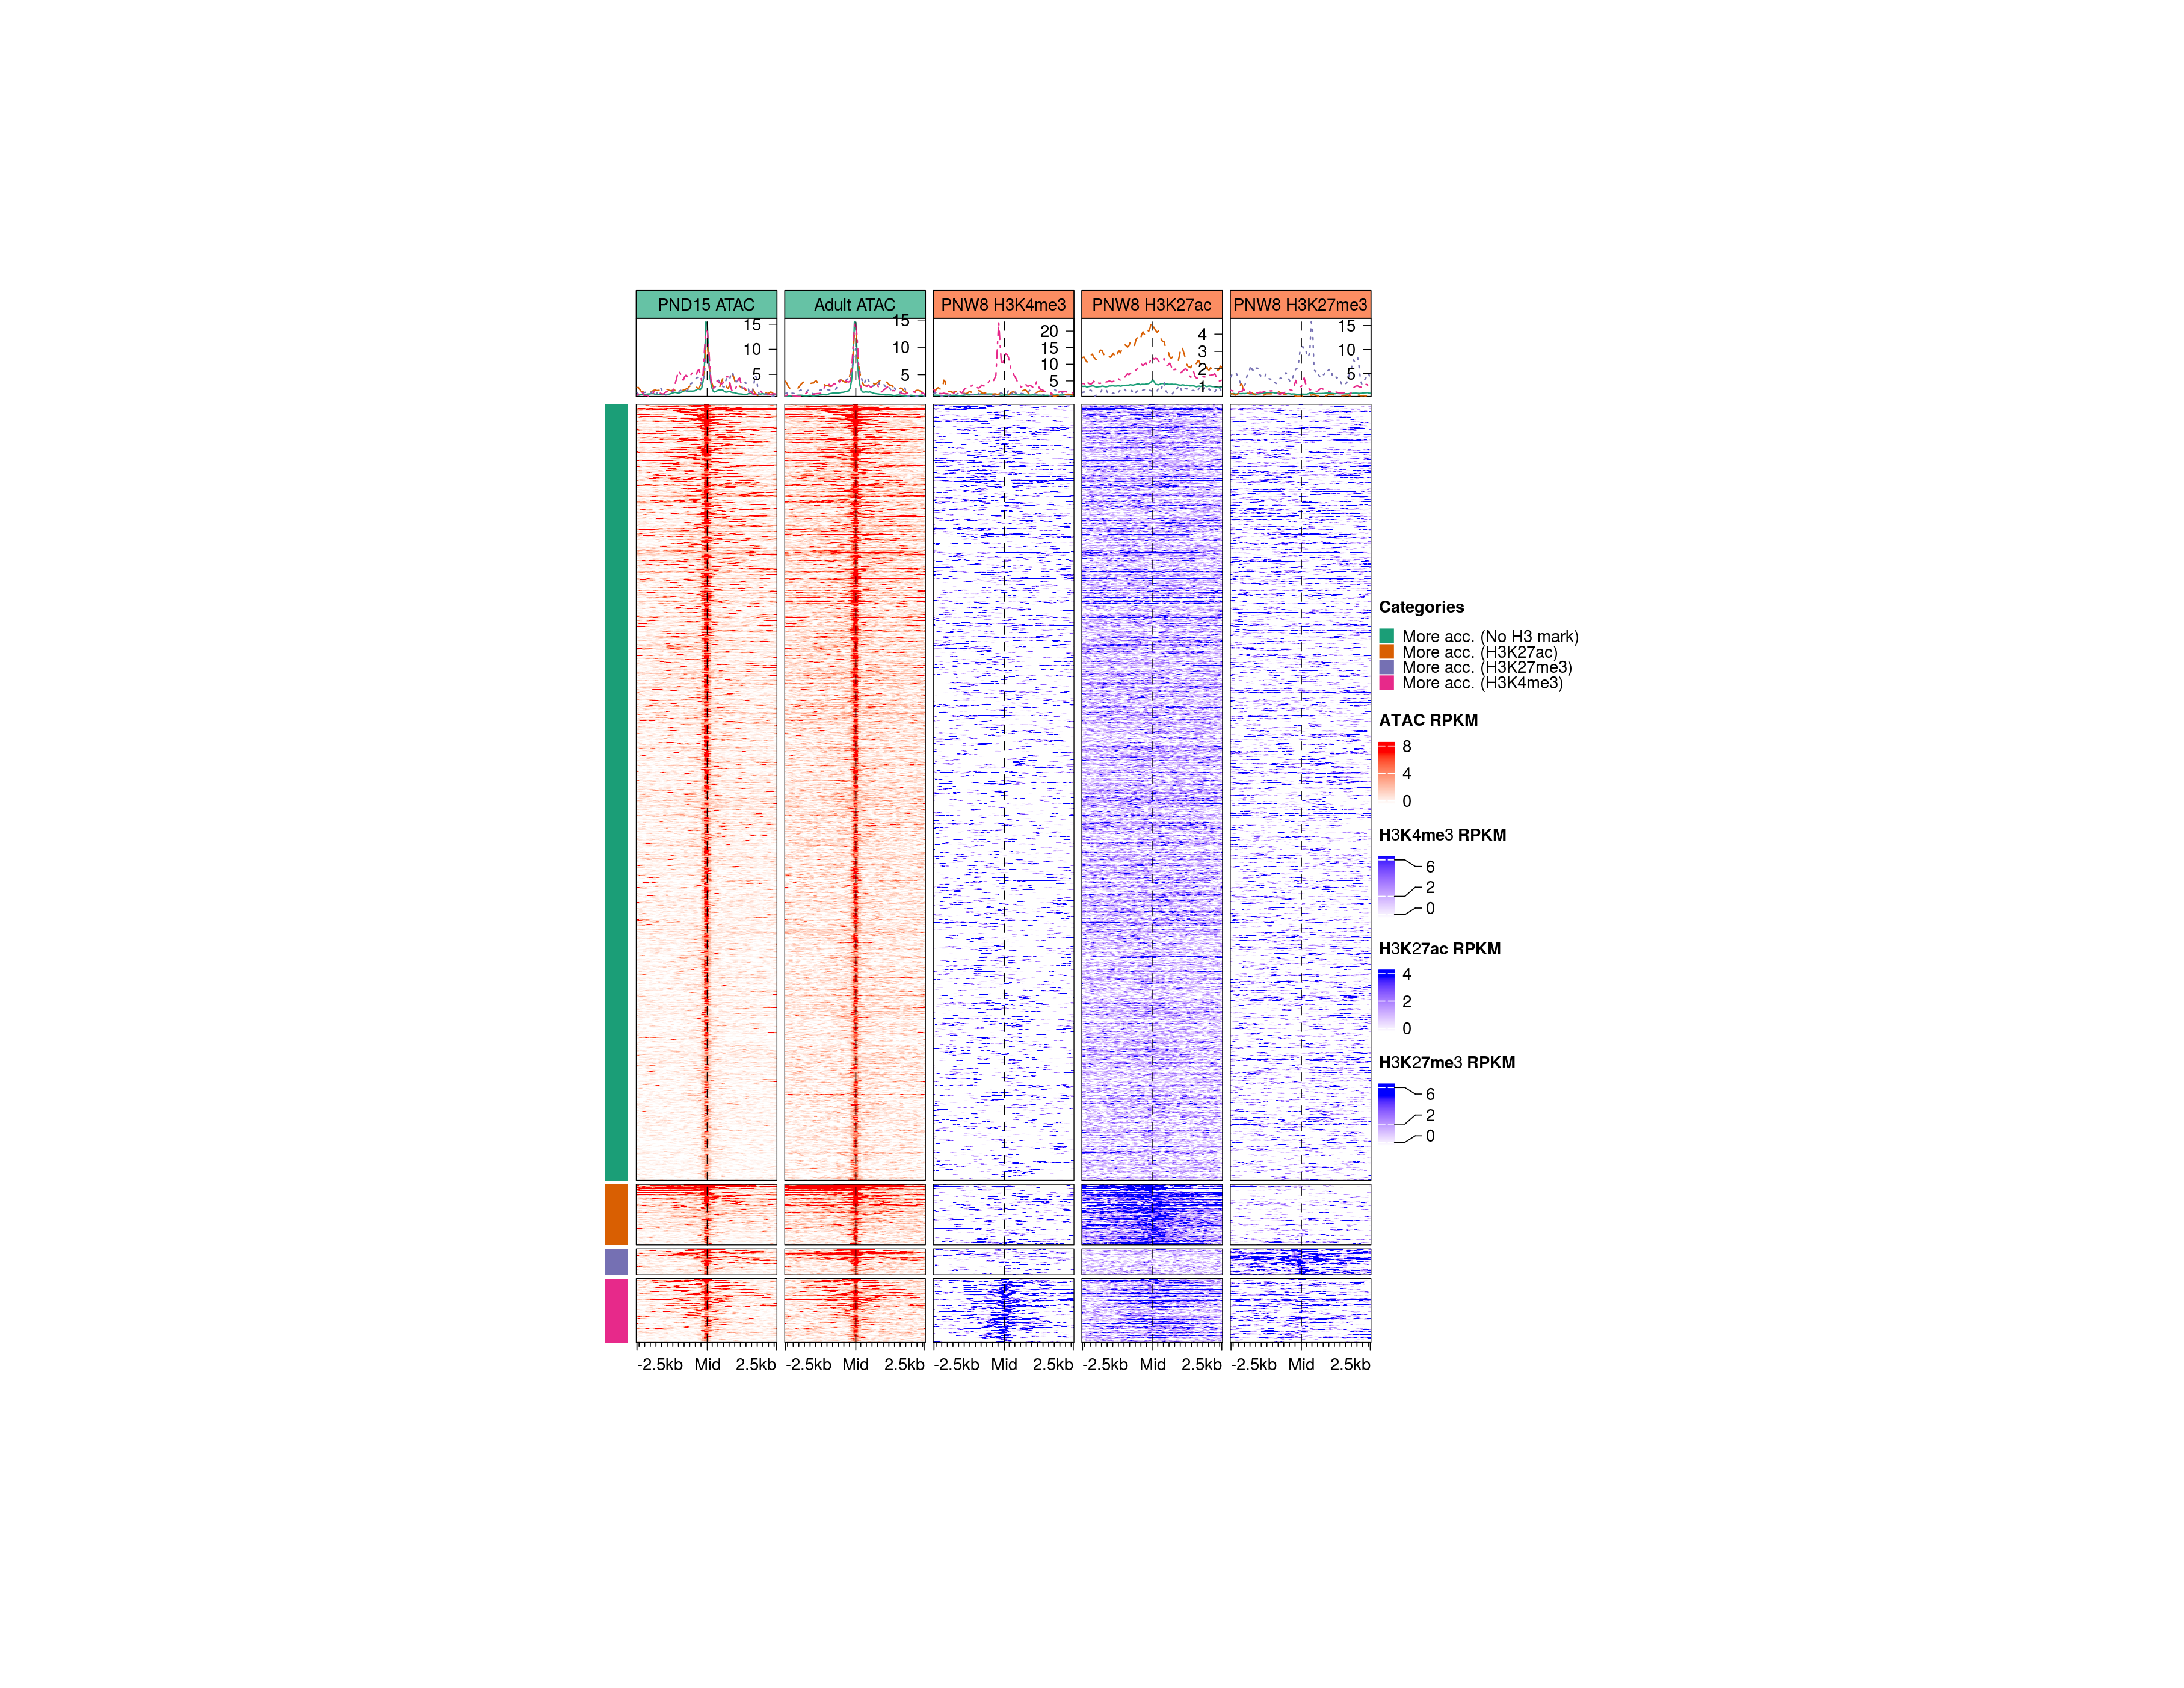 PND15 ATAC
Adult ATAC
PNW8 H3K4me3
PNW8 H3K27ac
PNW8 H3K27me3
15
10
5
15
10
5
20
15
10
5
4
3
2
1
15
10
5
Categories
More acc. (No H3 mark)
More acc. (H3K27ac)
More acc. (H3K27me3)
More acc. (H3K4me3)
ATAC RPKM
8
4
0
H3K4me3 RPKM
6
2
0
H3K27ac RPKM
4
2
0
H3K27me3 RPKM
6
2
0
-2.5kb Mid 2.5kb
-2.5kb Mid 2.5kb
-2.5kb Mid 2.5kb
-2.5kb Mid 2.5kb
-2.5kb Mid 2.5kb